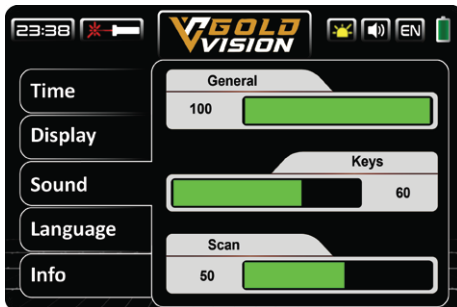 23:38
GOLD
VISION
EN
Time
Display
Sound
Language
Info
General
100
Keys
60
Scan
50